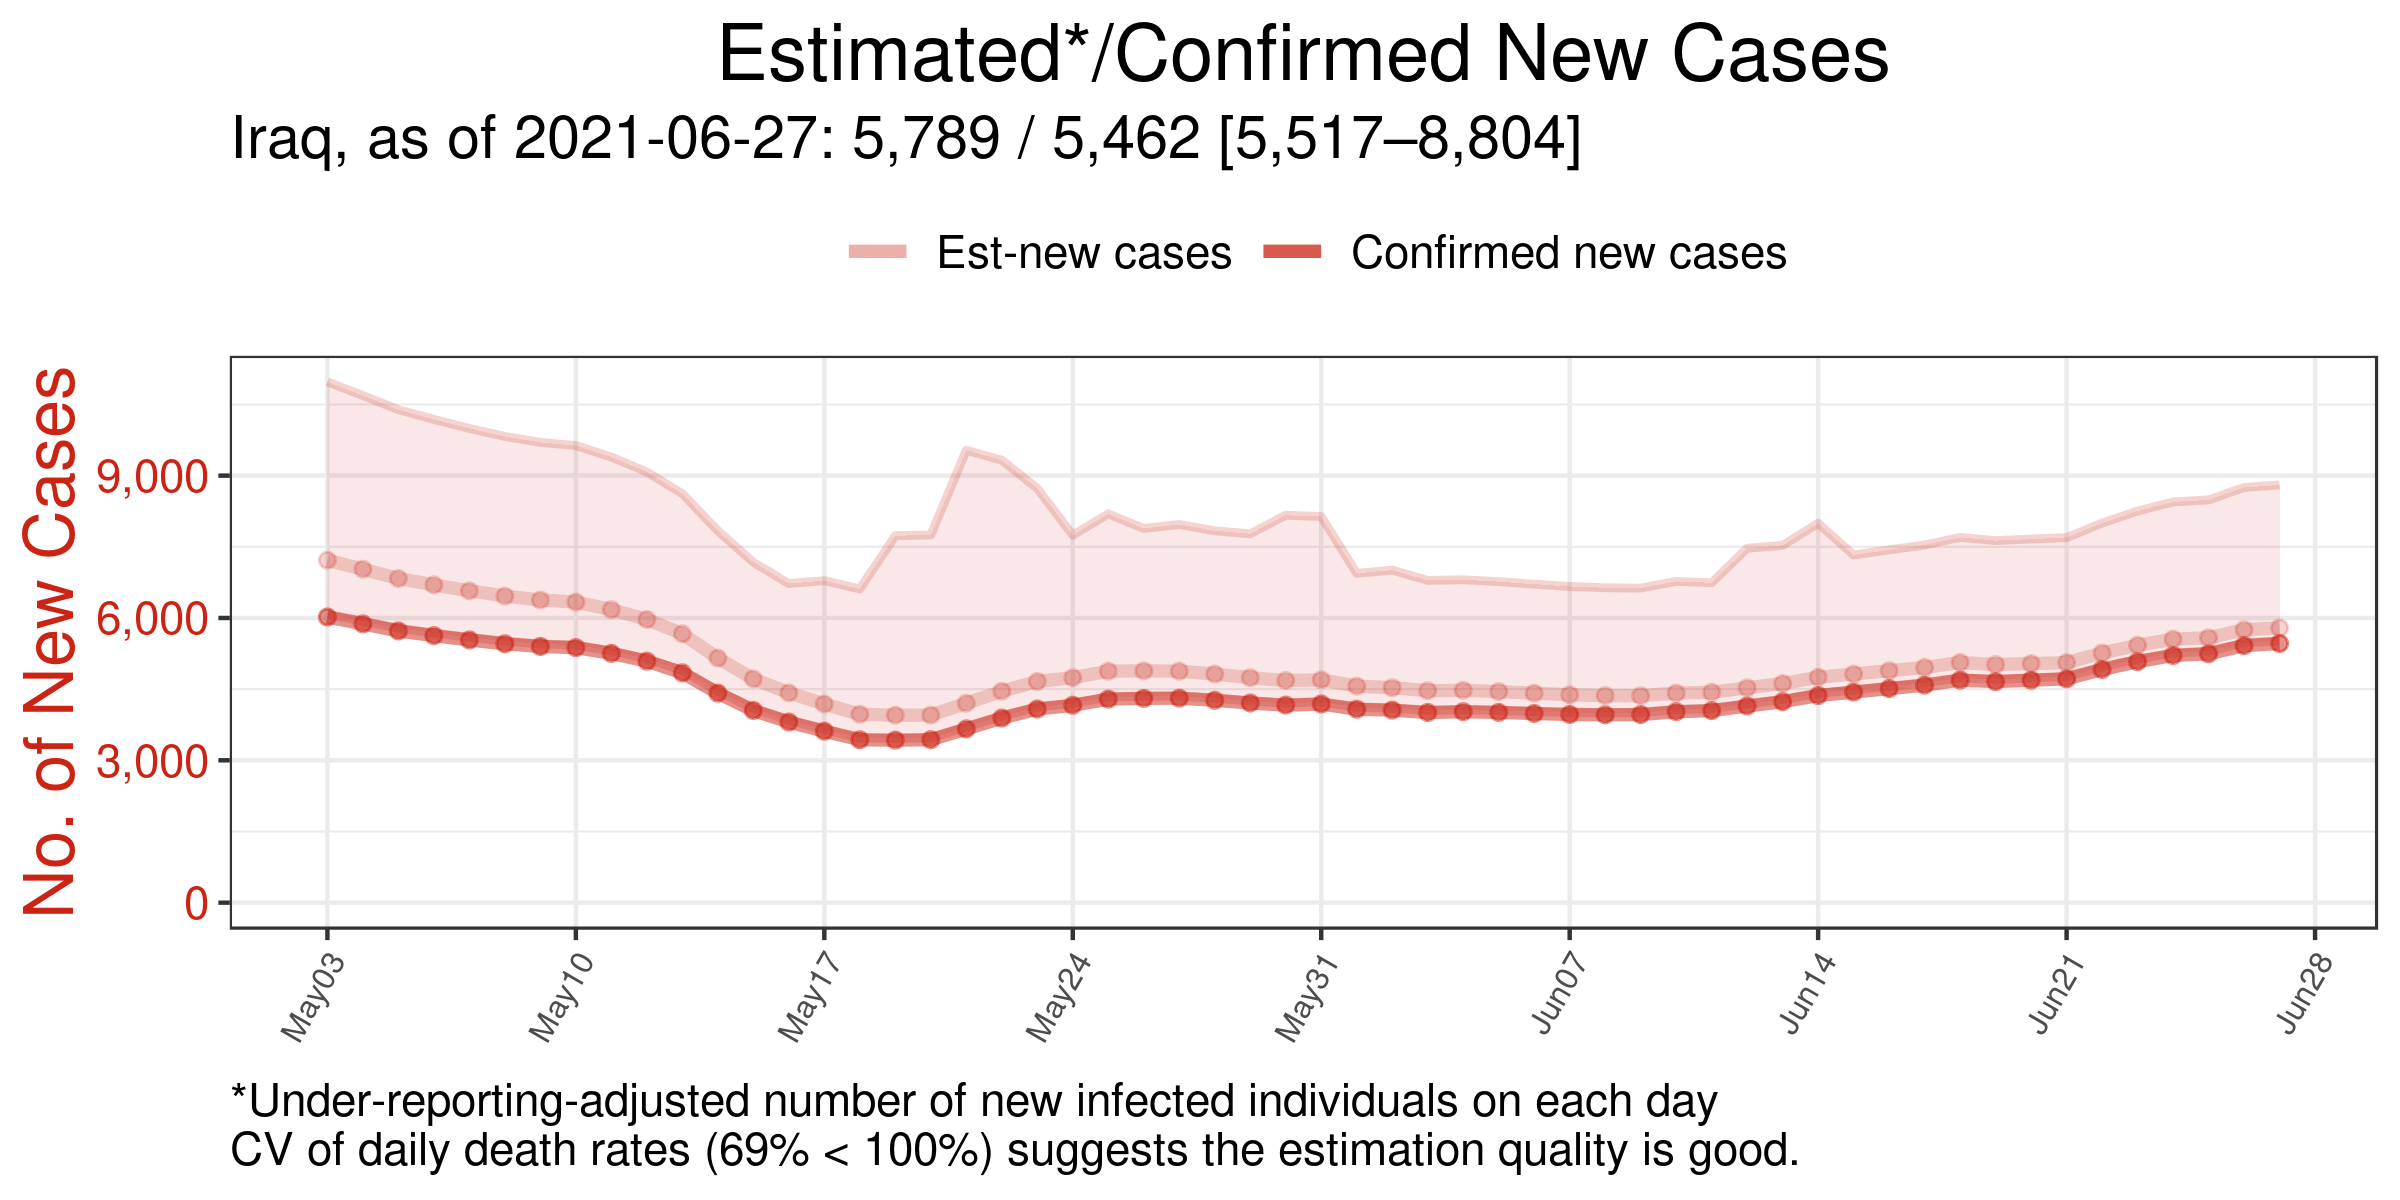 Estimated*/Confirmed New Cases
Iraq, as of 2021-06-27: 5,789 / 5,462 [5,517–8,804]
Est-new cases
Confirmed new cases
No. of New Cases
9,000
6,000
3,000
0
May03
May10
May17
May24
May31
Jun07
Jun14
Jun21
Jun28
*Under-reporting-adjusted number of new infected individuals on each day
CV of daily death rates (69% < 100%) suggests the estimation quality is good.